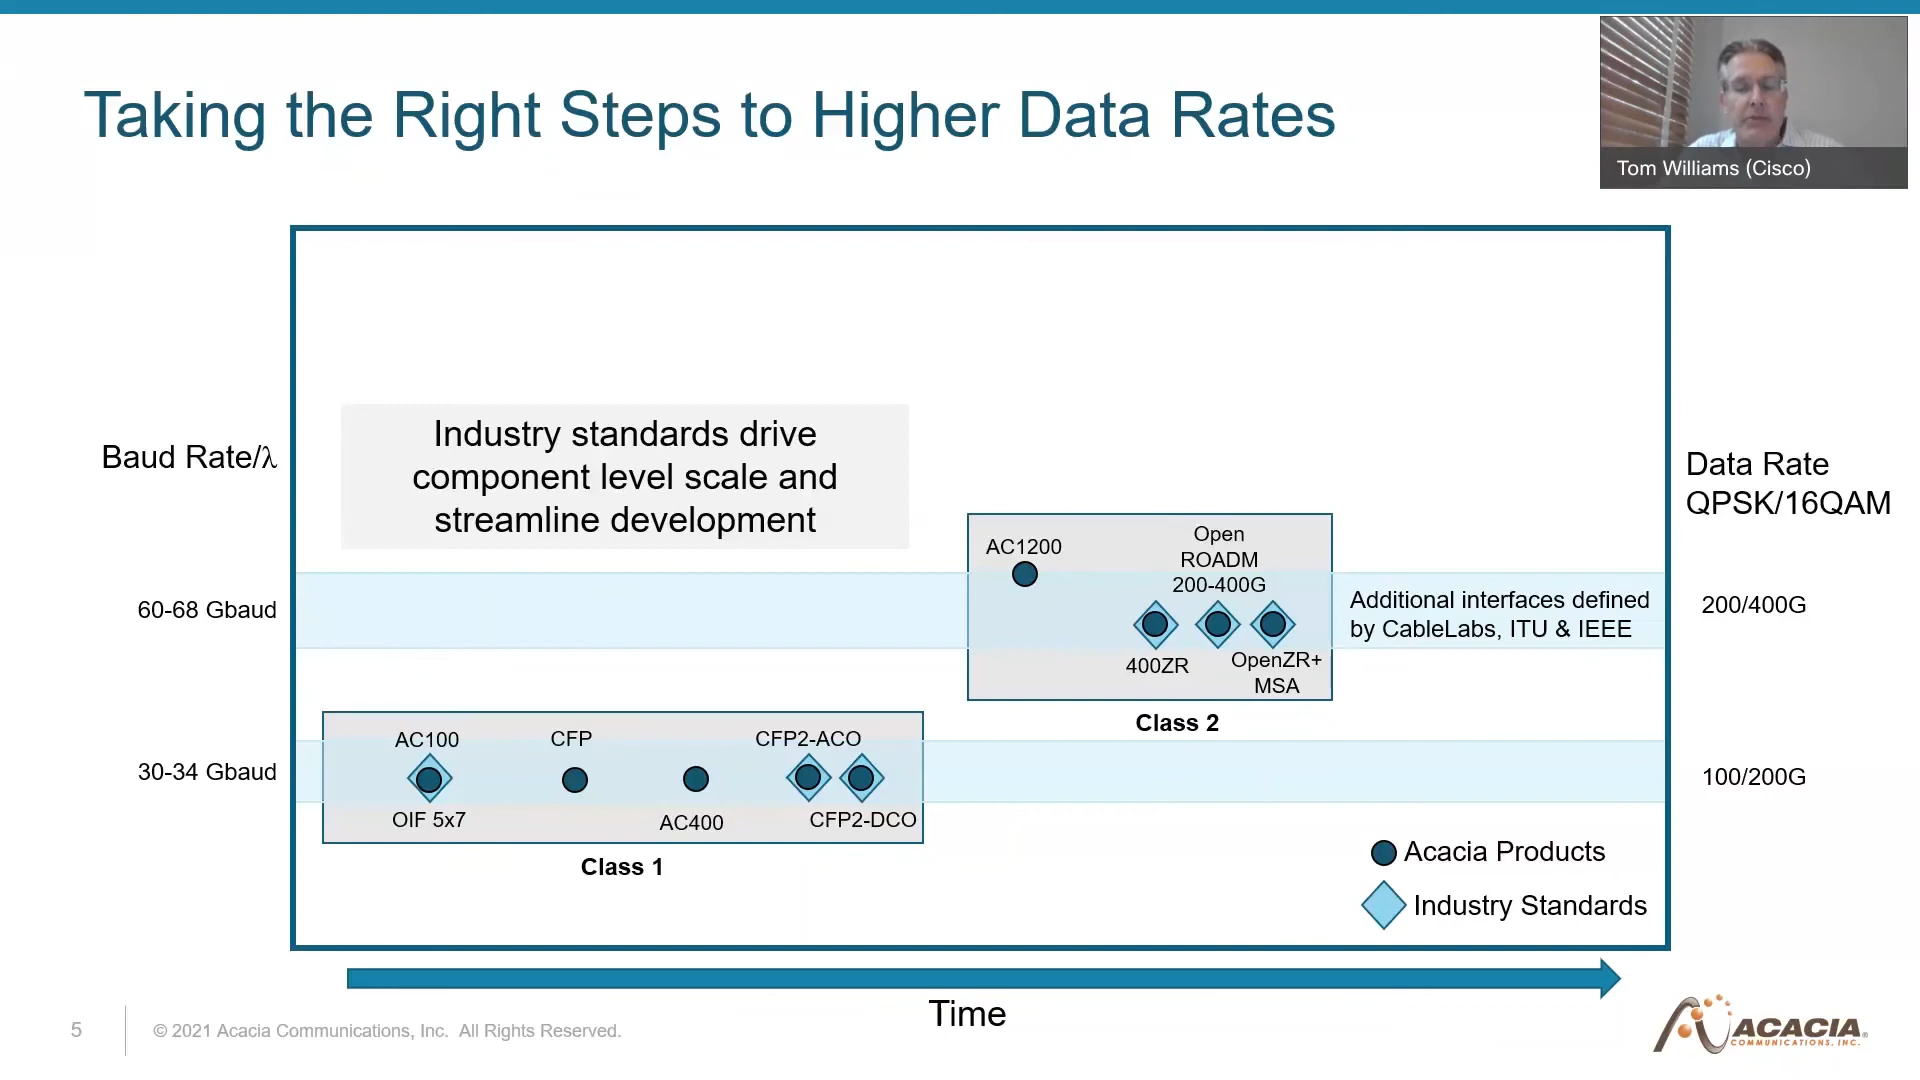 Taking the Right Steps to Higher Data Rates
Tom Williams (Cisco)
Baud Rate/λ
Industry standards drive
component level scale and
streamline development
Data Rate
QPSK/16QAM
60-68 Gbaud
AC1200
Open
ROADM
200-400G
400ZR
OpenZR+
MSA
Class 2
Additional interfaces defined
by CableLabs, ITU & IEEE
200/400G
30-34 Gbaud
AC100
OIF 5x7
CFP
AC400
CFP2-ACO
CFP2-DCO
Class 1
100/200G
Acacia Products
Industry Standards
Time
5
© 2021 Acacia Communications, Inc. All Rights Reserved.
ACACIA®
COMMUNICATIONS, INC.